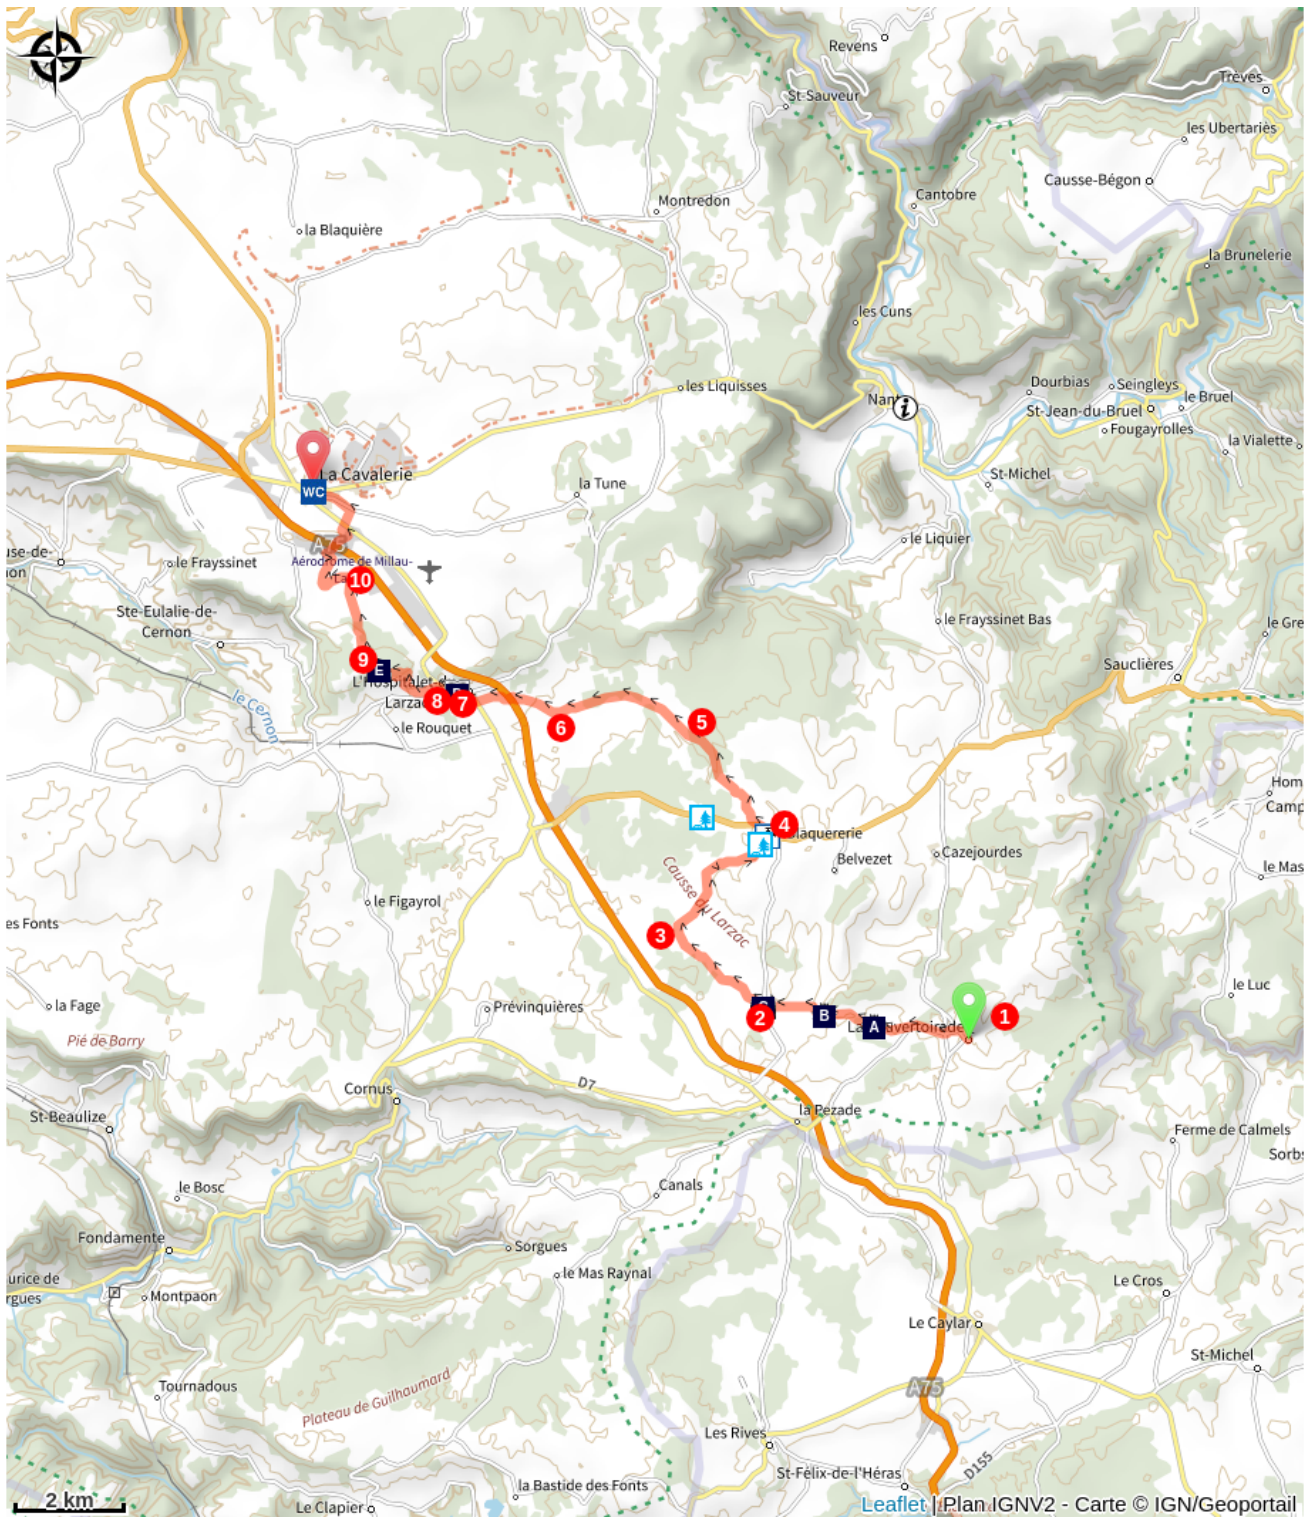 Revens
Trèves
St-Sauveur
les Ubertariès
Causse-Bégon
Cantobre
Montredon
la Blaquière
la Brunelerie
les Cuns
les Liquisses
Dourbias
Seingleys
le Bruel
Nant
i
St-Jean-du-Bruel
Fougayrolles
la Vialette
La Cavalerie
St-Michel
WC
la Tune
A75
le Liquier
Aérodrome de Millau-
le Frayssinet
10
Ste-Eulalie-de-
Cernon
le Frayssinet Bas
9
E
Sauclières
L'Hospitalet-d
le Cernon
8
7
5
le Rouquet
6
4
Belvezet
Cazejourdes
Causse du Larzac
le Figayrol
es Fonts
3
le Luc
la Fage
Prévinquières
2
B
A
1
Pié de Barry
D7
Cornus
la Pezade
St-Beaulize
Ferme de Calmels
le Bosc
Canals
Fondamente
Sorgues
le Mas Raynal
urice de
rgues
Montpaon
Le Cros
Le Caylar
St-Michel
Tournadous
A75
Plateau de Guilhaumard
Les Rives
St-Félix-de-l'Héras
D155
la Bastide des Fonts
2 km
Le Clapier
Leaflet | Plan IGNV2 - Carte © IGN/Geoportail